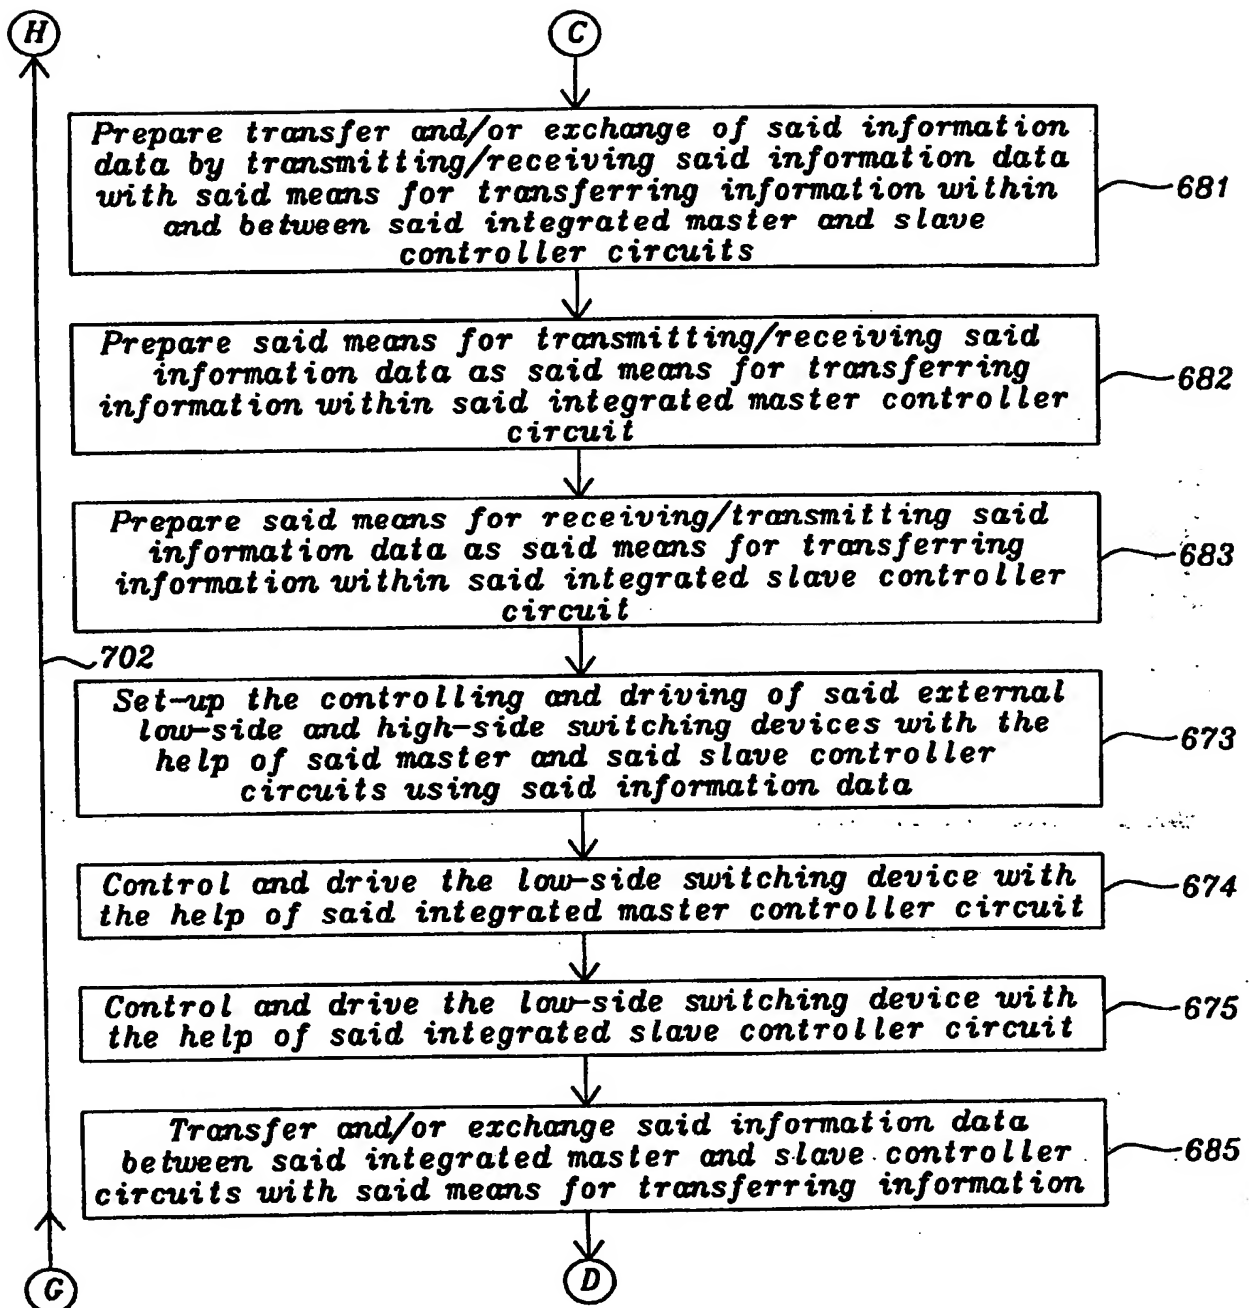 H
C
Prepare transfer and/or exchange of said information
data by transmitting/receiving said information data
with said means for transferring information within
and between said integrated master and slave
controller circuits
681
Prepare said means for transmitting/receiving said
information data as said means for transferring
information within said integrated master controller
circuit
682
Prepare said means for receiving/transmitting said
information data as said means for transferring
information within said integrated slave controller
circuit
683
702
Set-up the controlling and driving of said external
low-side and high-side switching devices with the
help of said master and said slave controller
circuits using said information data
673
Control and drive the low-side switching device with
the help of said integrated master controller circuit
674
Control and drive the low-side switching device with
the help of said integrated slave controller circuit
675
Transfer and/or exchange said information data
between said integrated master and slave controller
circuits with said means for transferring information
685
G
D